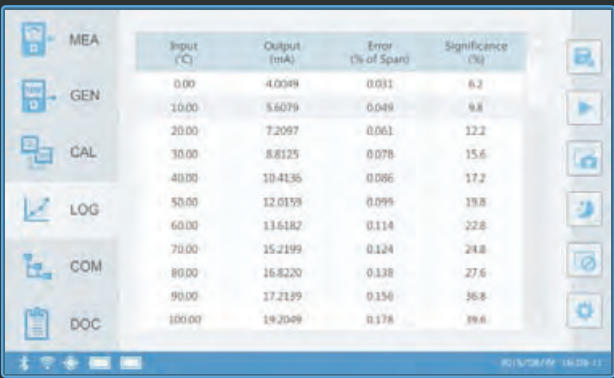 MEA
GEN
CAL
LOG
COM
DOC
Input (°C) Output (mA) Error (% of Span) Significance (%)
0.00 4.0049 0.031 6.2
10.00 5.6079 0.049 9.8
20.00 7.2097 0.061 12.2
30.00 8.8125 0.078 15.6
40.00 10.4136 0.086 17.2
50.00 12.0159 0.099 19.8
60.00 13.6182 0.114 22.8
70.00 15.2199 0.124 24.8
80.00 16.8220 0.138 27.6
90.00 17.2139 0.156 36.8
100.00 19.2049 0.178 39.6